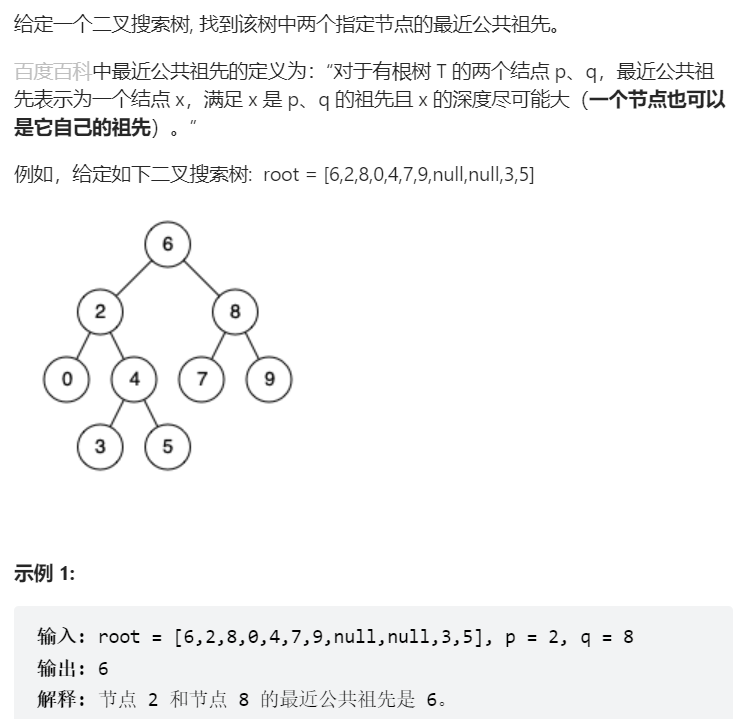 给定一个二叉搜索树, 找到该树中两个指定节点的最近公共祖先。
百度百科中最近公共祖先的定义为：“对于有根树 T 的两个结点 p、q，最近公共祖
先表示为一个结点 x，满足 x 是 p、q 的祖先且 x 的深度尽可能大（一个节点也可以
是它自己的祖先）。”
例如，给定如下二叉搜索树:  root = [6,2,8,0,4,7,9,null,null,3,5]
6
2 8
0 4 7 9
3 5
示例 1:
输入: root = [6,2,8,0,4,7,9,null,null,3,5], p = 2, q = 8
输出: 6
解释: 节点 2 和节点 8 的最近公共祖先是 6。